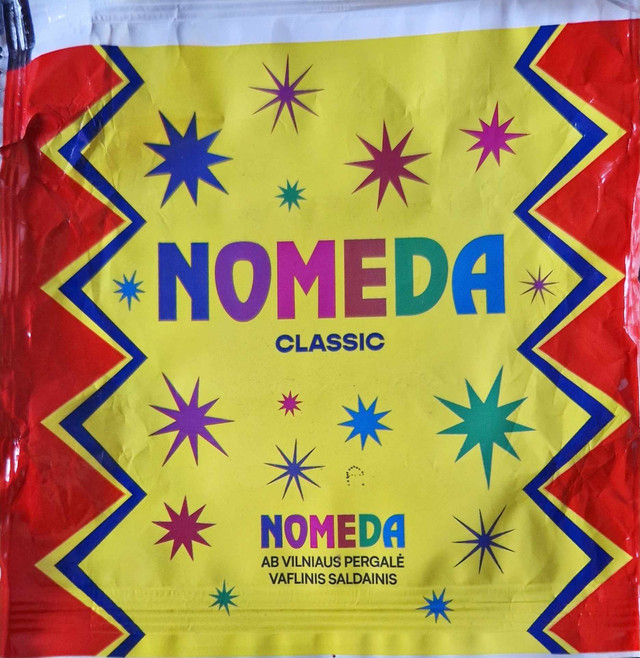 NOMEDA
CLASSIC
NOMEDA
AB VILNIAUS PERGALĖ
VAFLINIS SALDAINIS